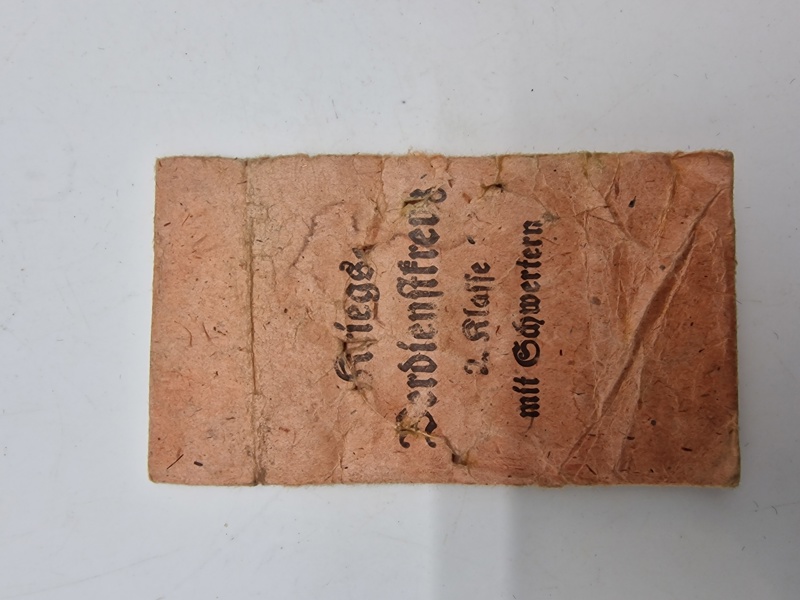 Kriegs-
Verdienstkreuz
2. Klasse
mit Schwertern